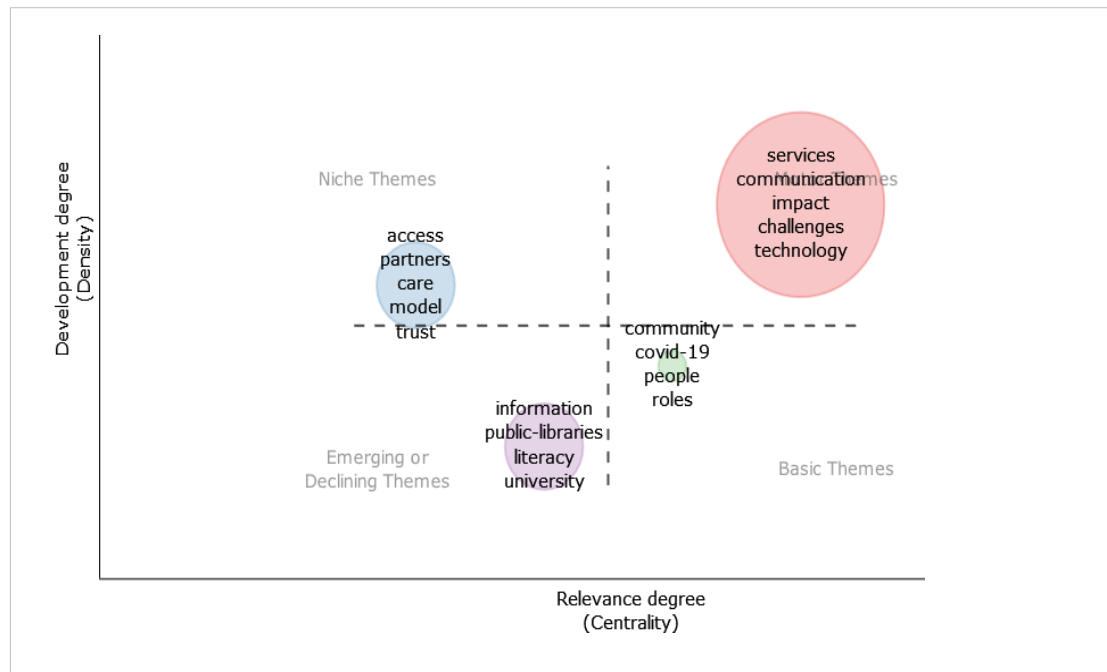 Development degree
(Density)
Niche Themes
services
communication
impact
challenges
technology
Themes
access
partners
care
model
trust
community
covid-19
people
roles
information
public-libraries
literacy
university
Emerging or
Declining Themes
Basic Themes
Relevance degree
(Centrality)